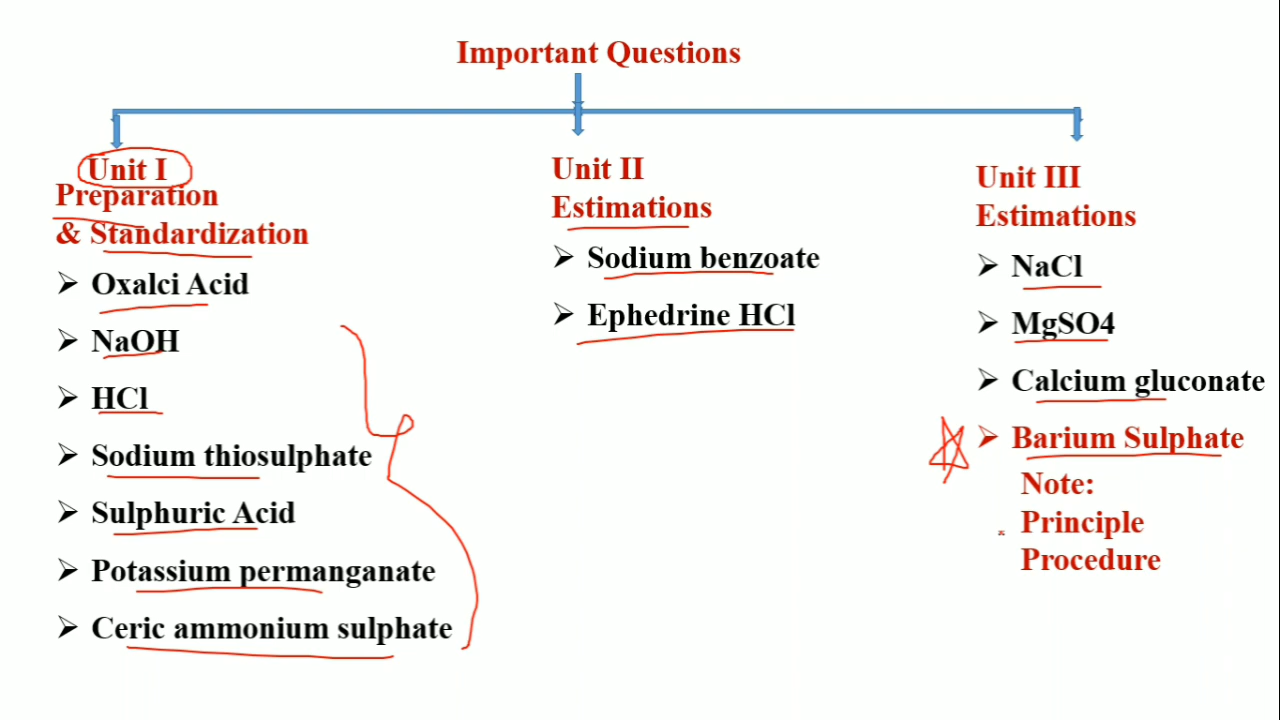 Important Questions
Unit I
Preparation
& Standardization
➢ Oxalci Acid
➢ NaOH
➢ HCl
➢ Sodium thiosulphate
➢ Sulphuric Acid
➢ Potassium permanganate
➢ Ceric ammonium sulphate
Unit II
Estimations
➢ Sodium benzoate
➢ Ephedrine HCl
Unit III
Estimations
➢ NaCl
➢ MgSO4
➢ Calcium gluconate
➢ Barium Sulphate
Note:
Principle
Procedure